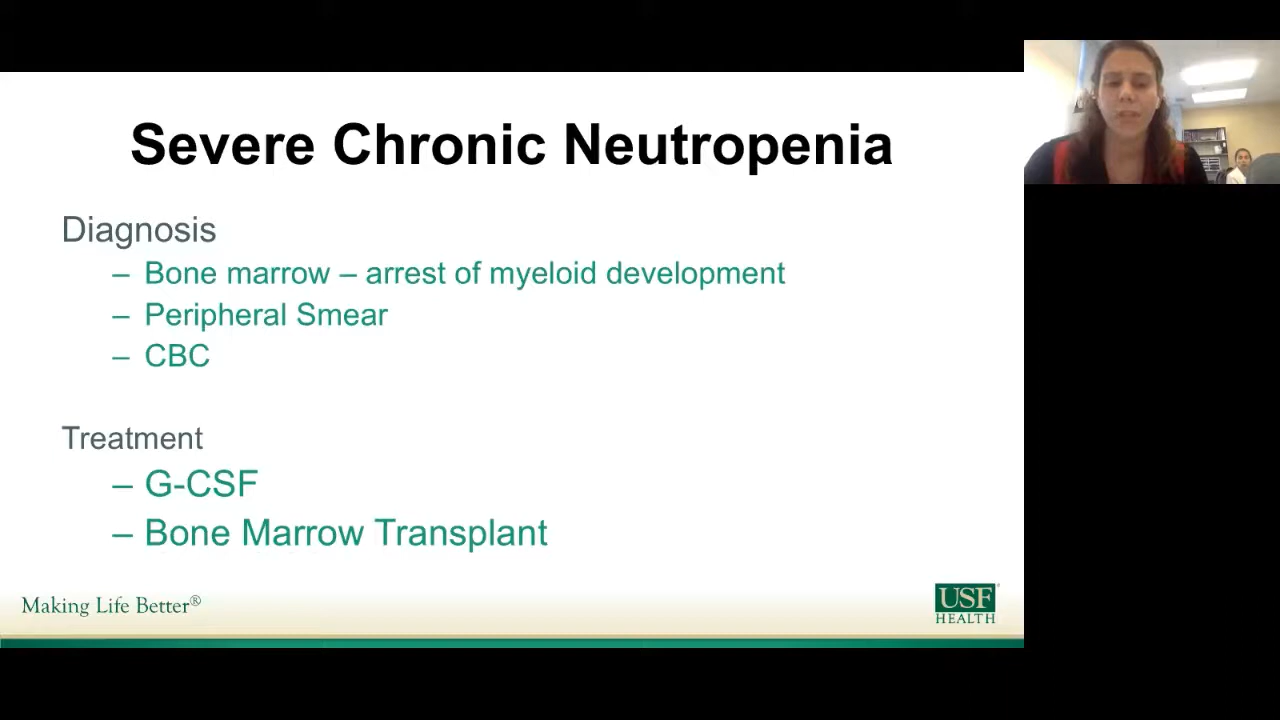 Severe Chronic Neutropenia
Diagnosis
– Bone marrow – arrest of myeloid development
– Peripheral Smear
– CBC
Treatment
– G-CSF
– Bone Marrow Transplant
Making Life Better®
USF
HEALTH